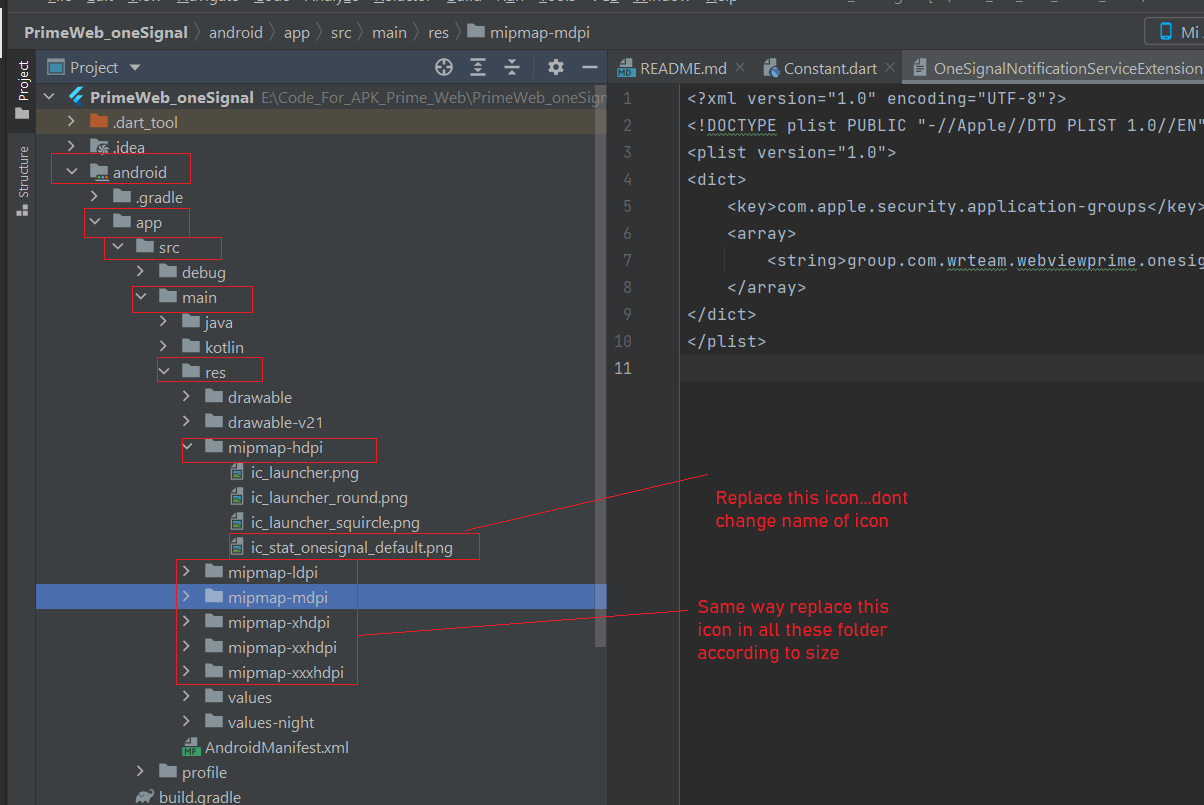 PrimeWeb_oneSignal android app src main res mipmap-mdpi Mi
Project
Structure
Project
README.md Constant.dart OneSignalNotificationServiceExtension
PrimeWeb_oneSignal E:\Code_For_APK_Prime_Web\PrimeWeb_oneSign
.dart_tool
.idea
android
.gradle
app
src
debug
main
java
kotlin
res
drawable
drawable-v21
mipmap-hdpi
ic_launcher.png
ic_launcher_round.png
ic_launcher_squircle.png
ic_stat_onesignal_default.png
mipmap-ldpi
mipmap-mdpi
mipmap-xhdpi
mipmap-xxhdpi
mipmap-xxxhdpi
values
values-night
MF AndroidManifest.xml
profile
build.gradle
1 <?xml version="1.0" encoding="UTF-8"?>
2 <!DOCTYPE plist PUBLIC "-//Apple//DTD PLIST 1.0//EN"
3 <plist version="1.0">
4 <dict>
5 <key>com.apple.security.application-groups</key>
6 <array>
7 <string>group.com.wrteam.webviewprime.onesig
8 </array>
9 </dict>
10 </plist>
11
Replace this icon...dont
change name of icon
Same way replace this
icon in all these folder
according to size